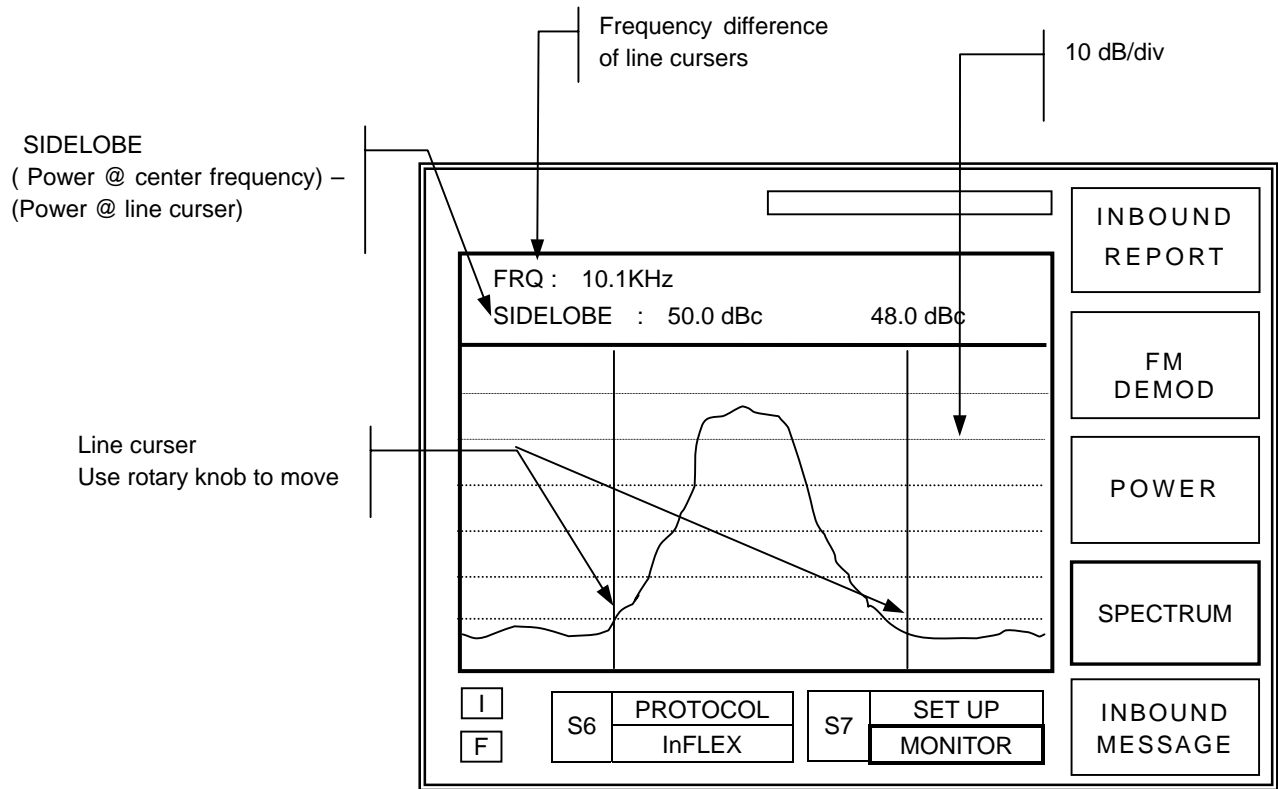 Frequency difference
of line cursers
10 dB/div
SIDELOBE
( Power @ center frequency) –
(Power @ line curser)
INBOUND
REPORT
FRQ : 10.1KHz
SIDELOBE : 50.0 dBc 48.0 dBc
FM
DEMOD
Line curser
Use rotary knob to move
POWER
SPECTRUM
I
F
S6
PROTOCOL
InFLEX
S7
SET UP
MONITOR
INBOUND
MESSAGE